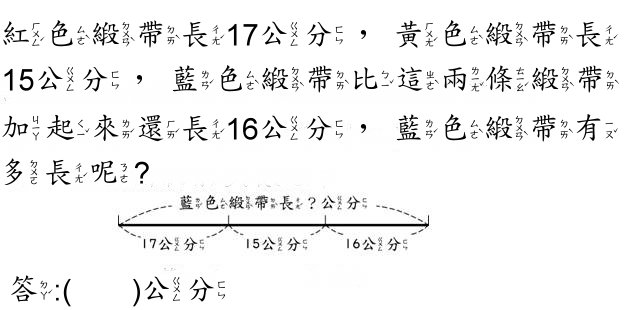 紅色緞帶長17公分，黃色緞帶長
15公分，藍色緞帶比這兩條緞帶
加起來還長16公分，藍色緞帶有
多長呢？
藍色緞帶長？公分
17公分 15公分 16公分
答:( )公分